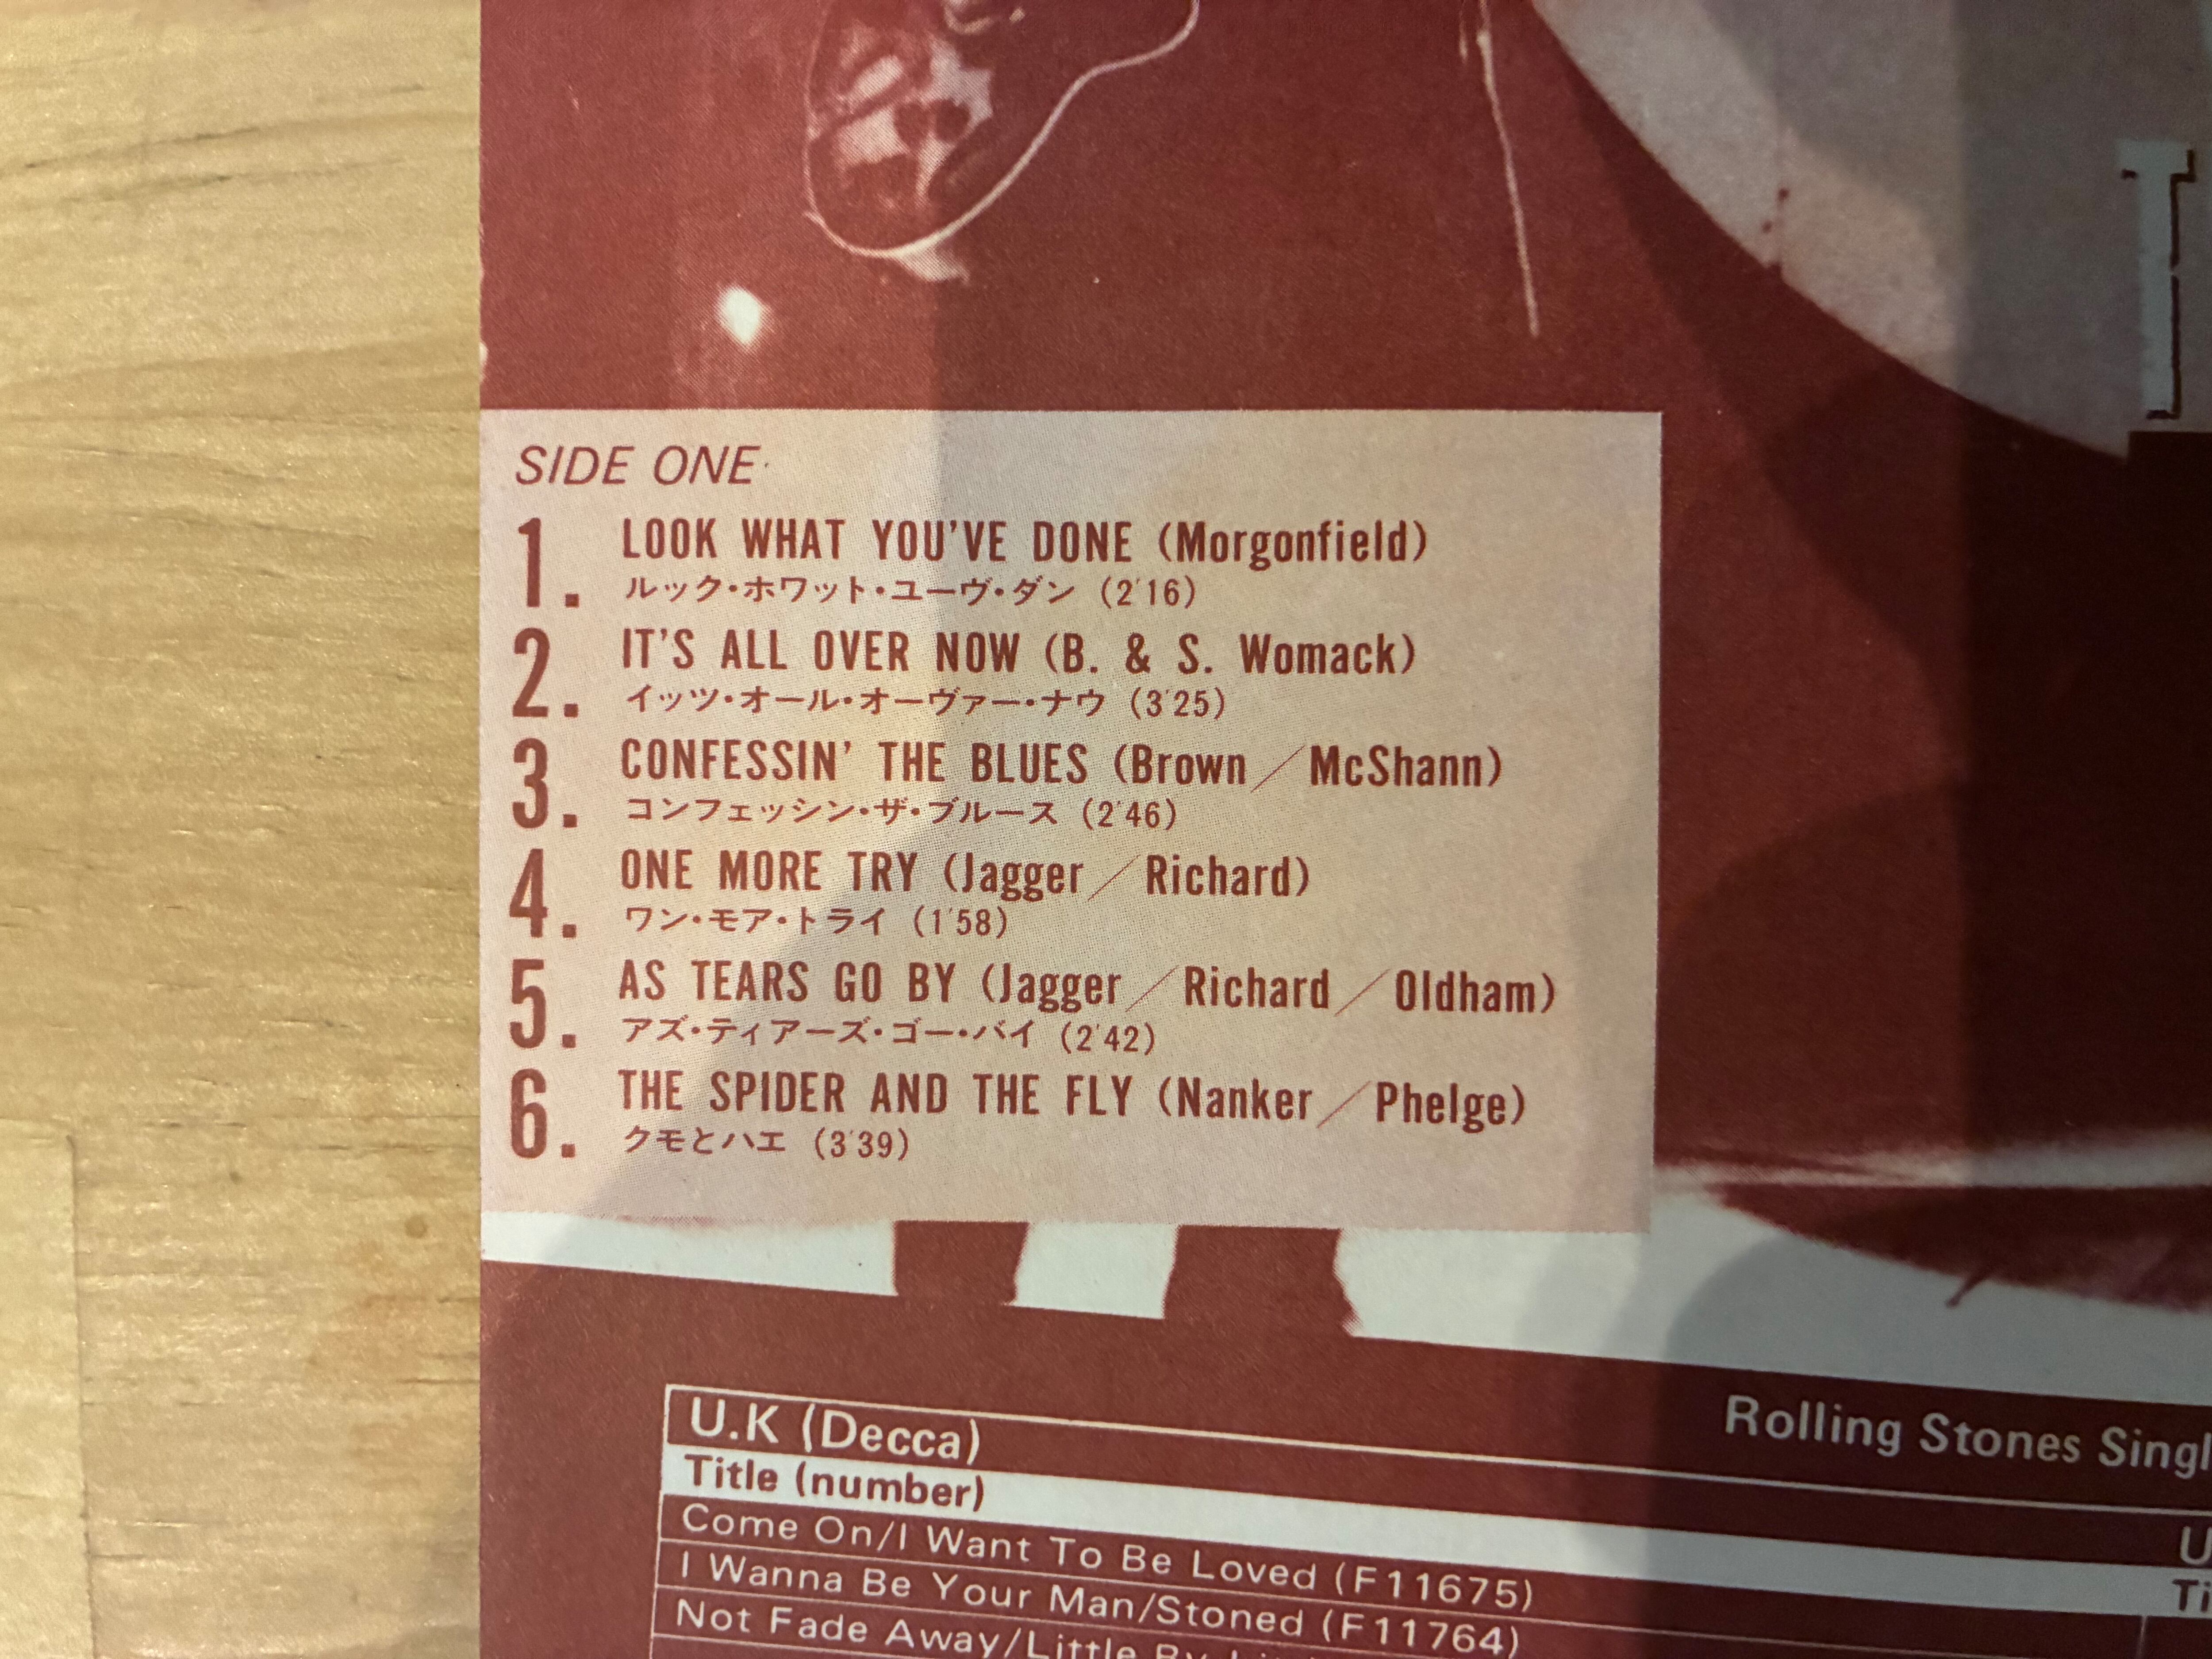 SIDE ONE
1. LOOK WHAT YOU'VE DONE (Morgonfield)
ルック・ホワット・ユーヴ・ダン (2'16)
2. IT'S ALL OVER NOW (B. & S. Womack)
イッツ・オール・オーヴァー・ナウ (3'25)
3. CONFESSIN' THE BLUES (Brown／McShann)
コンフェッシン・ザ・ブルース (2'46)
4. ONE MORE TRY (Jagger／Richard)
ワン・モア・トライ (1'58)
5. AS TEARS GO BY (Jagger／Richard／Oldham)
アズ・ティアーズ・ゴー・バイ (2'42)
6. THE SPIDER AND THE FLY (Nanker／Phelge)
クモとハエ (3'39)
Rolling Stones
U.K (Decca)
Title (number)
Come On/I Want To Be Loved (F11675)
I Wanna Be Your Man/Stoned (F11764)
Not Fade Away/Little By